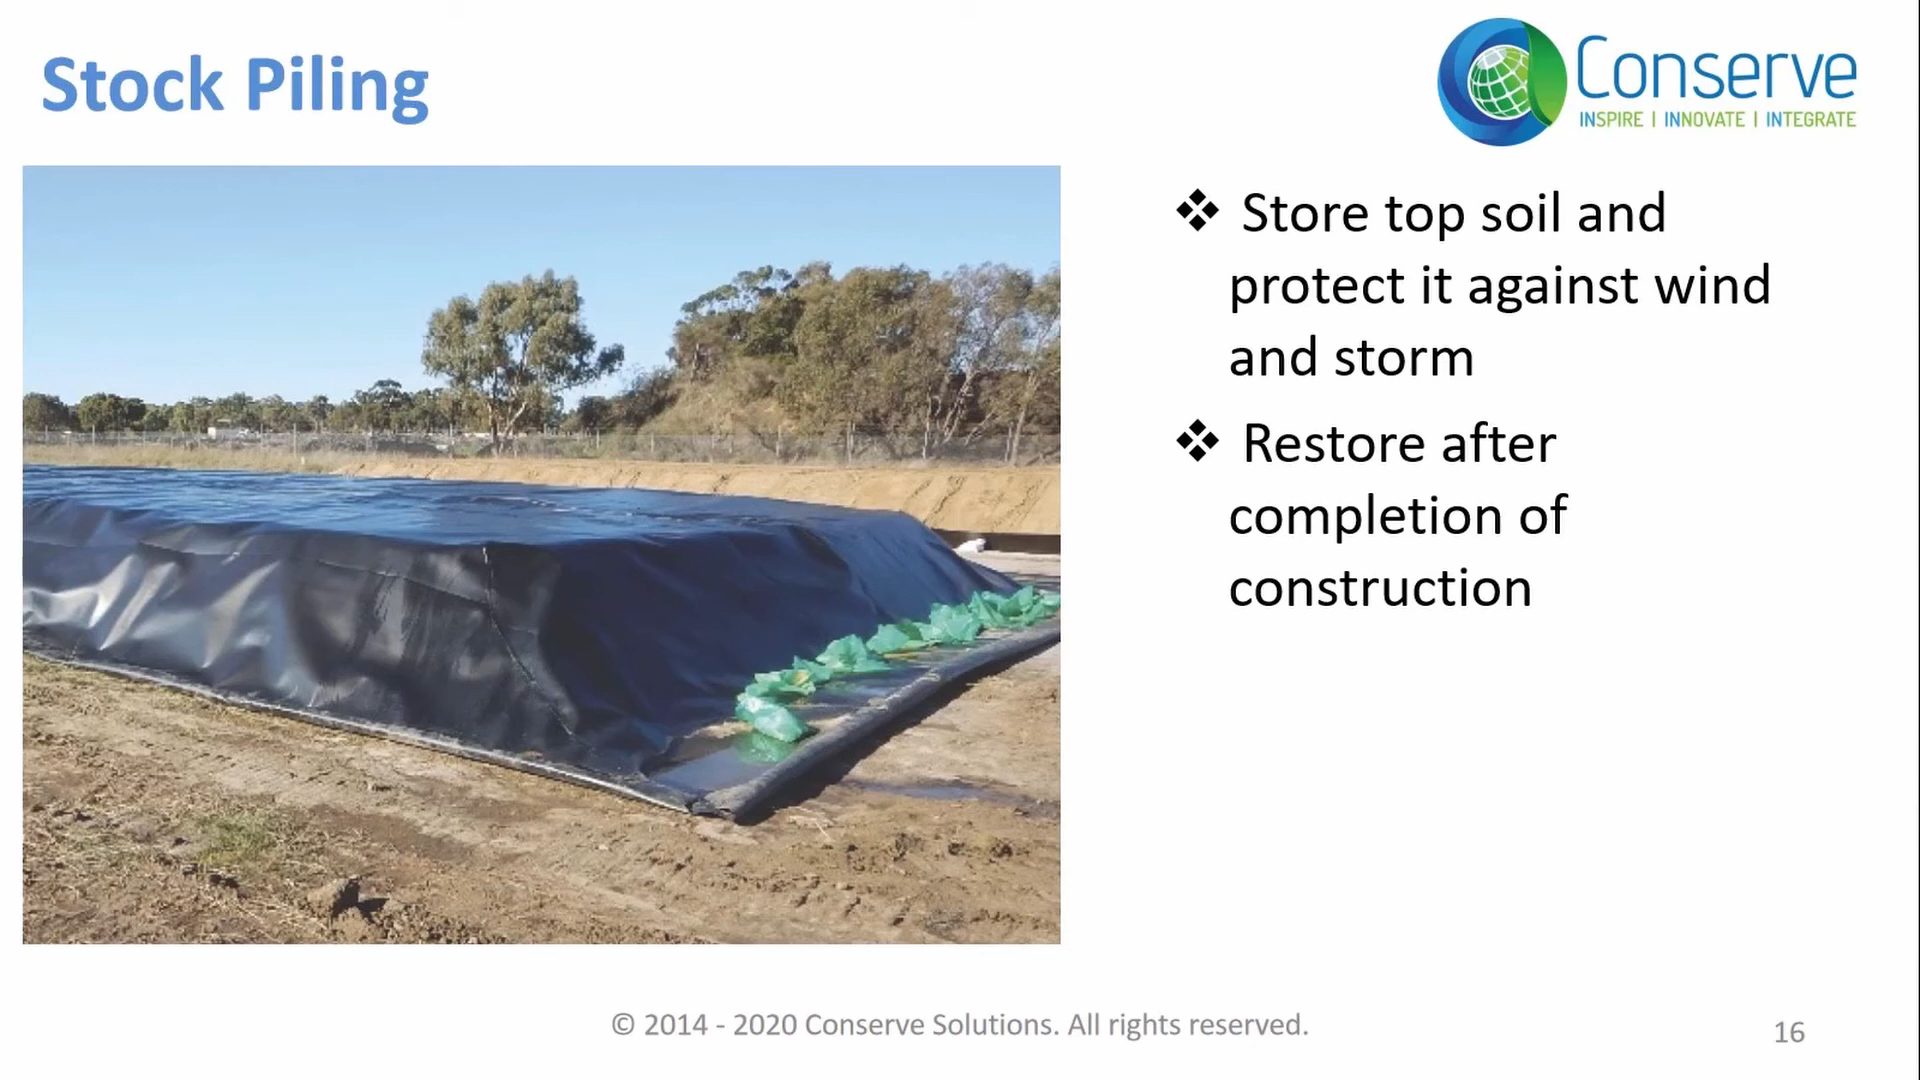 Stock Piling
Conserve
INSPIRE | INNOVATE | INTEGRATE
❖ Store top soil and
protect it against wind
and storm
❖ Restore after
completion of
construction
© 2014 - 2020 Conserve Solutions. All rights reserved.
16